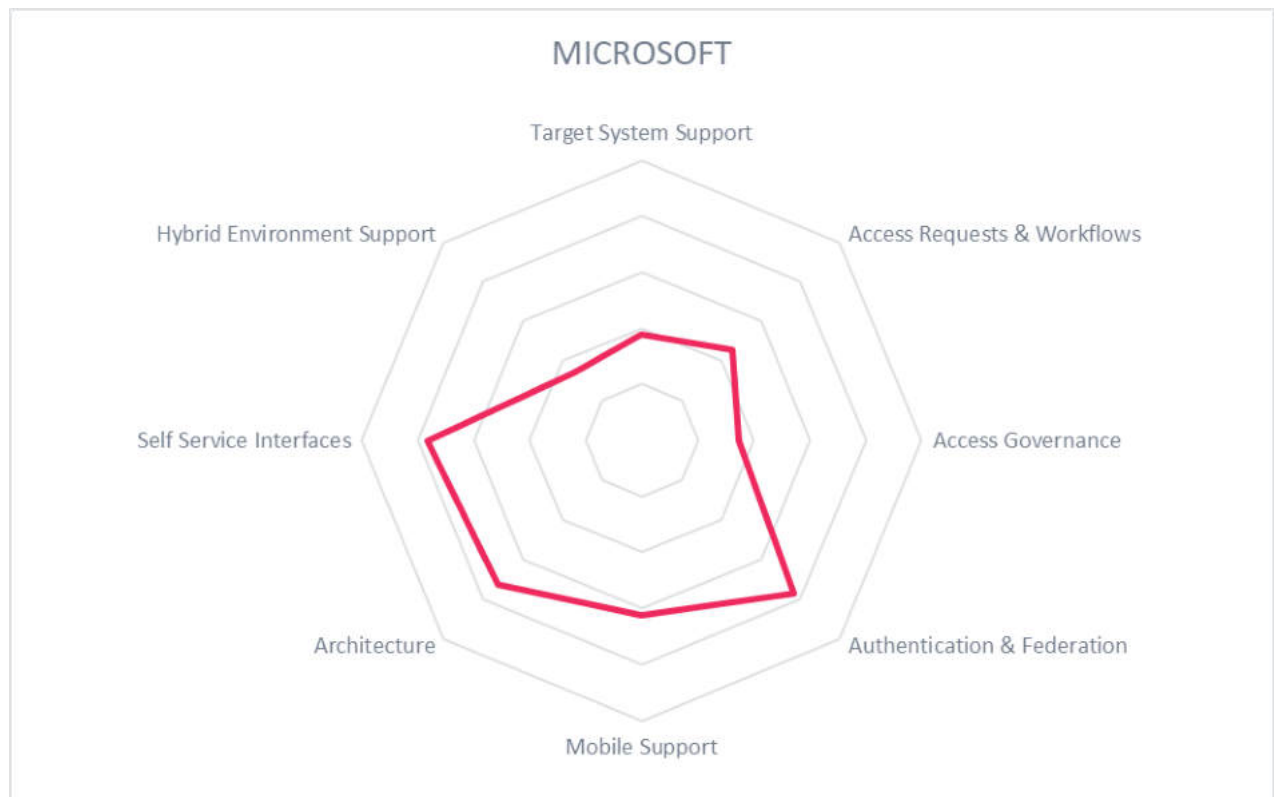 MICROSOFT
Target System Support
Hybrid Environment Support
Access Requests & Workflows
Self Service Interfaces
Access Governance
Architecture
Authentication & Federation
Mobile Support